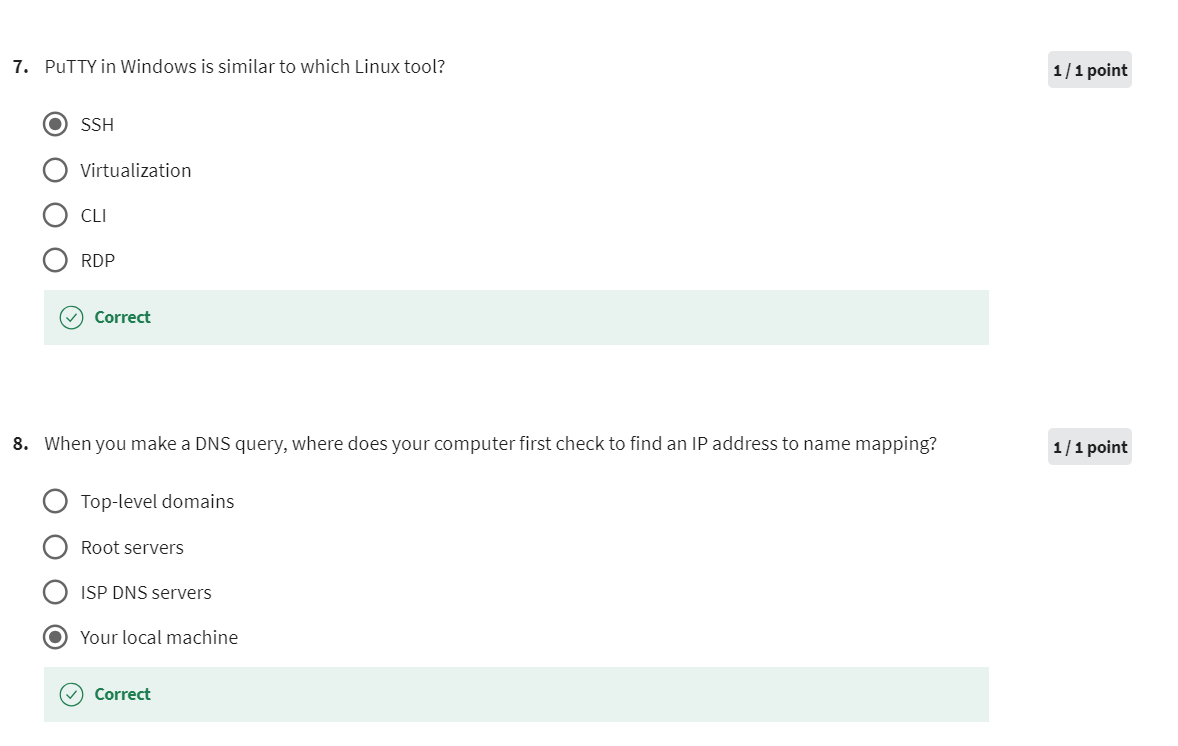 7. PuTTY in Windows is similar to which Linux tool?
1 / 1 point
SSH
Virtualization
CLI
RDP
Correct
8. When you make a DNS query, where does your computer first check to find an IP address to name mapping?
1 / 1 point
Top-level domains
Root servers
ISP DNS servers
Your local machine
Correct